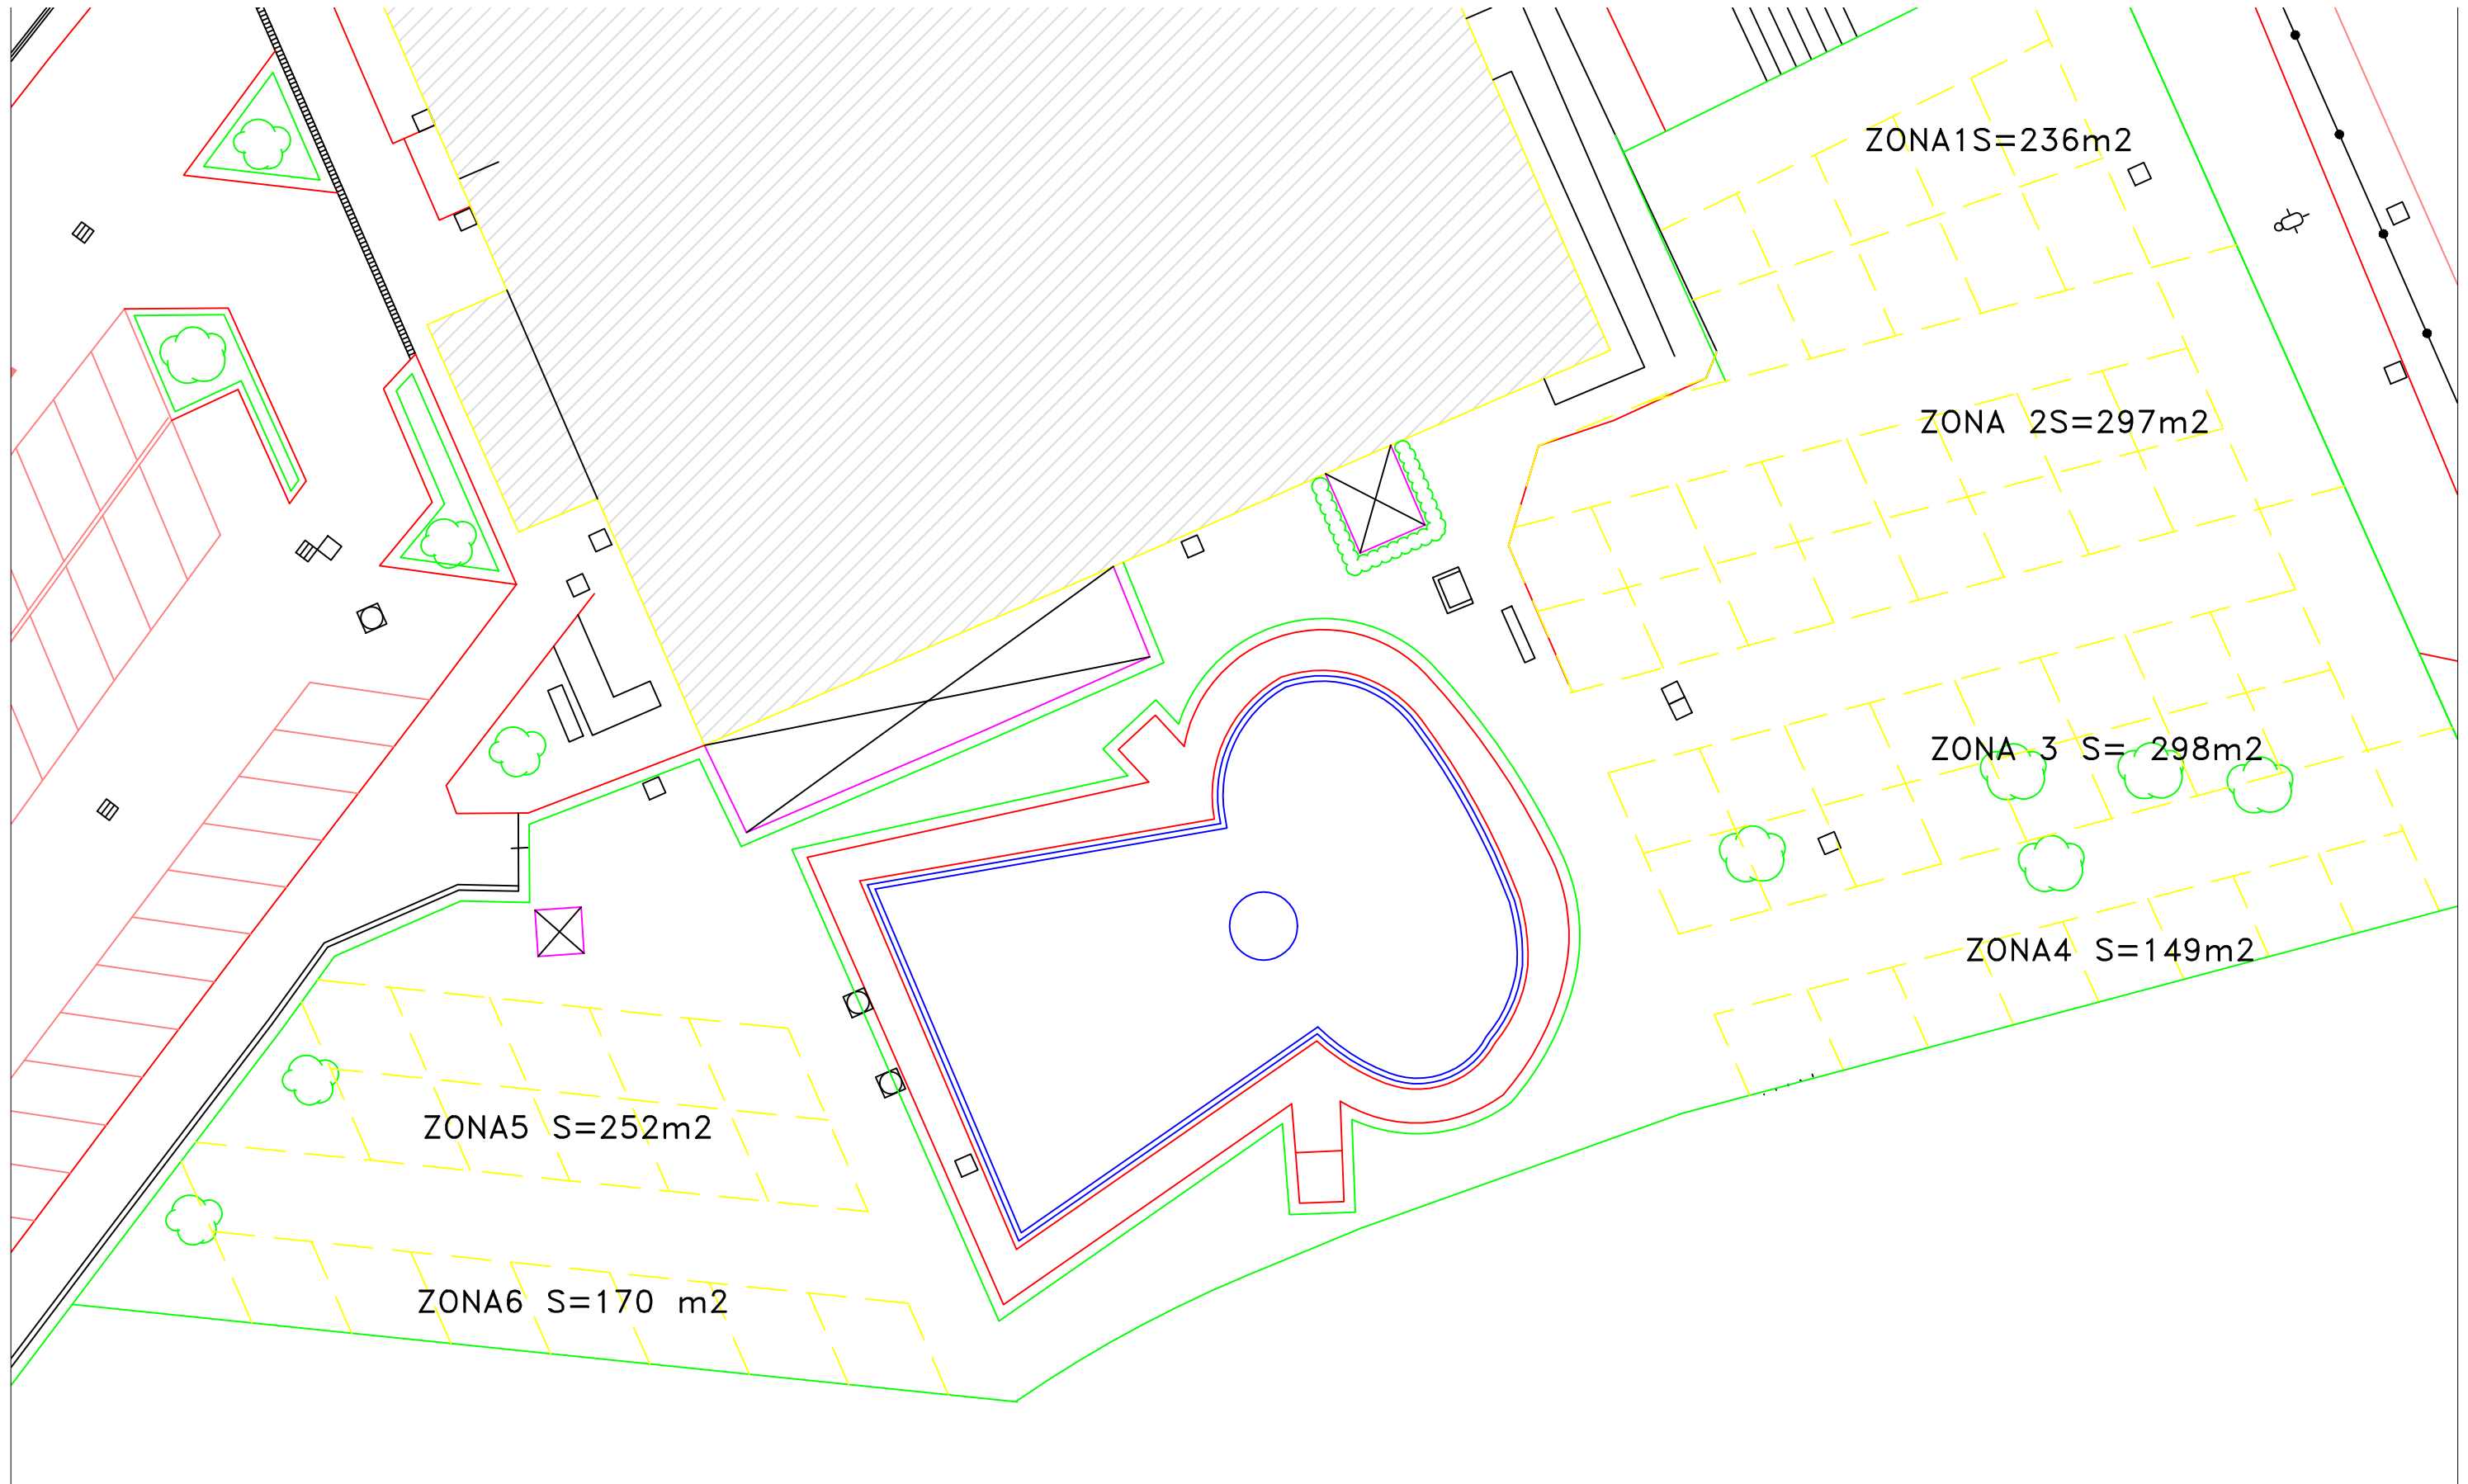 ZONA1S=236m2
ZONA 2S=297m2
ZONA 3 S= 298m2
ZONA4 S=149m2
ZONA5 S=252m2
ZONA6 S=170 m2